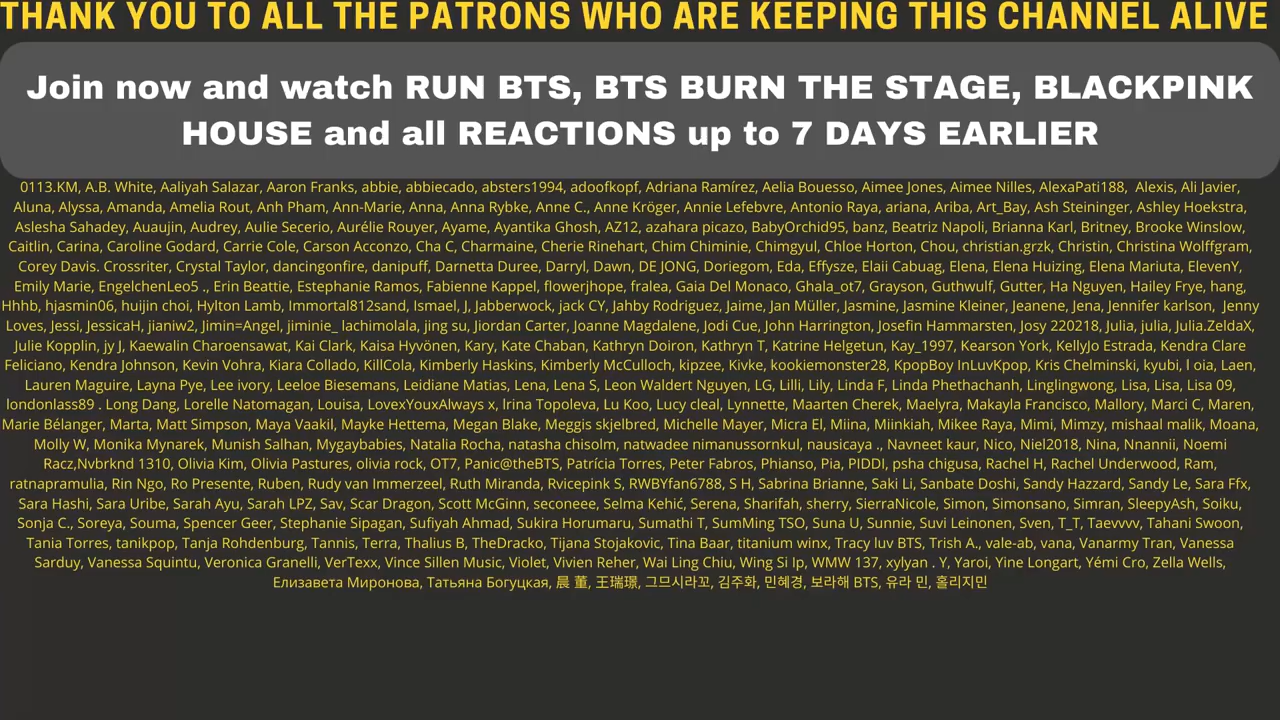 THANK YOU TO ALL THE PATRONS WHO ARE KEEPING THIS CHANNEL ALIVE
Join now and watch RUN BTS, BTS BURN THE STAGE, BLACKPINK
HOUSE and all REACTIONS up to 7 DAYS EARLIER
0113.KM, A.B. White, Aaliyah Salazar, Aaron Franks, abbie, abbiecado, absters1994, adoofkopf, Adriana Ramírez, Aelia Bouesso, Aimee Jones, Aimee Nilles, AlexaPati188,  Alexis, Ali Javier,
Aluna, Alyssa, Amanda, Amelia Rout, Anh Pham, Ann-Marie, Anna, Anna Rybke, Anne C., Anne Kröger, Annie Lefebvre, Antonio Raya, ariana, Ariba, Art_Bay, Ash Steininger, Ashley Hoekstra,
Aslesha Sahadey, Auaujin, Audrey, Aulie Secerio, Aurélie Rouyer, Ayame, Ayantika Ghosh, AZ12, azahara picazo, BabyOrchid95, banz, Beatriz Napoli, Brianna Karl, Britney, Brooke Winslow,
Caitlin, Carina, Caroline Godard, Carrie Cole, Carson Acconzo, Cha C, Charmaine, Cherie Rinehart, Chim Chiminie, Chimgyul, Chloe Horton, Chou, christian.grzk, Christin, Christina Wolffgram,
Corey Davis. Crossriter, Crystal Taylor, dancingonfire, danipuff, Darnetta Duree, Darryl, Dawn, DE JONG, Doriegom, Eda, Effysze, Elaii Cabuag, Elena, Elena Huizing, Elena Mariuta, ElevenY,
Emily Marie, EngelchenLeo5 ., Erin Beattie, Estephanie Ramos, Fabienne Kappel, flowerjhope, fralea, Gaia Del Monaco, Ghala_ot7, Grayson, Guthwulf, Gutter, Ha Nguyen, Hailey Frye, hang,
Hhhb, hjasmin06, huijin choi, Hylton Lamb, Immortal812sand, Ismael, J, Jabberwock, jack CY, Jahby Rodriguez, Jaime, Jan Müller, Jasmine, Jasmine Kleiner, Jeanene, Jena, Jennifer karlson,  Jenny
Loves, Jessi, JessicaH, jianiw2, Jimin=Angel, jiminie_ lachimolala, jing su, Jiordan Carter, Joanne Magdalene, Jodi Cue, John Harrington, Josefin Hammarsten, Josy 220218, Julia, julia, Julia.ZeldaX,
Julie Kopplin, jy J, Kaewalin Charoensawat, Kai Clark, Kaisa Hyvönen, Kary, Kate Chaban, Kathryn Doiron, Kathryn T, Katrine Helgetun, Kay_1997, Kearson York, KellyJo Estrada, Kendra Clare
Feliciano, Kendra Johnson, Kevin Vohra, Kiara Collado, KillCola, Kimberly Haskins, Kimberly McCulloch, kipzee, Kivke, kookiemonster28, KpopBoy InLuvKpop, Kris Chelminski, kyubi, l oia, Laen,
Lauren Maguire, Layna Pye, Lee ivory, Leeloe Biesemans, Leidiane Matias, Lena, Lena S, Leon Waldert Nguyen, LG, Lilli, Lily, Linda F, Linda Phethachanh, Linglingwong, Lisa, Lisa, Lisa 09,
londonlass89 . Long Dang, Lorelle Natomagan, Louisa, LovexYouxAlways x, lrina Topoleva, Lu Koo, Lucy cleal, Lynnette, Maarten Cherek, Maelyra, Makayla Francisco, Mallory, Marci C, Maren,
Marie Bélanger, Marta, Matt Simpson, Maya Vaakil, Mayke Hettema, Megan Blake, Meggis skjelbred, Michelle Mayer, Micra El, Miina, Miinkiah, Mikee Raya, Mimi, Mimzy, mishaal malik, Moana,
Molly W, Monika Mynarek, Munish Salhan, Mygaybabies, Natalia Rocha, natasha chisolm, natwadee nimanussornkul, nausicaya ., Navneet kaur, Nico, Niel2018, Nina, Nnannii, Noemi
Racz,Nvbrknd 1310, Olivia Kim, Olivia Pastures, olivia rock, OT7, Panic@theBTS, Patrícia Torres, Peter Fabros, Phianso, Pia, PIDDI, psha chigusa, Rachel H, Rachel Underwood, Ram,
ratnapramulia, Rin Ngo, Ro Presente, Ruben, Rudy van Immerzeel, Ruth Miranda, Rvicepink S, RWBYfan6788, S H, Sabrina Brianne, Saki Li, Sanbate Doshi, Sandy Hazzard, Sandy Le, Sara Ffx,
Sara Hashi, Sara Uribe, Sarah Ayu, Sarah LPZ, Sav, Scar Dragon, Scott McGinn, seconeee, Selma Kehić, Serena, Sharifah, sherry, SierraNicole, Simon, Simonsano, Simran, SleepyAsh, Soiku,
Sonja C., Soreya, Souma, Spencer Geer, Stephanie Sipagan, Sufiyah Ahmad, Sukira Horumaru, Sumathi T, SumMing TSO, Suna U, Sunnie, Suvi Leinonen, Sven, T_T, Taevvvv, Tahani Swoon,
Tania Torres, tanikpop, Tanja Rohdenburg, Tannis, Terra, Thalius B, TheDracko, Tijana Stojakovic, Tina Baar, titanium winx, Tracy luv BTS, Trish A., vale-ab, vana, Vanarmy Tran, Vanessa
Sarduy, Vanessa Squintu, Veronica Granelli, VerTexx, Vince Sillen Music, Violet, Vivien Reher, Wai Ling Chiu, Wing Si Ip, WMW 137, xylyan . Y, Yaroi, Yine Longart, Yémi Cro, Zella Wells,
Елизавета Миронова, Татьяна Богуцкая, 晨 董, 王瑞璟, 그므시라꼬, 김주화, 민혜경, 보라해 BTS, 유라 민, 홀리지민